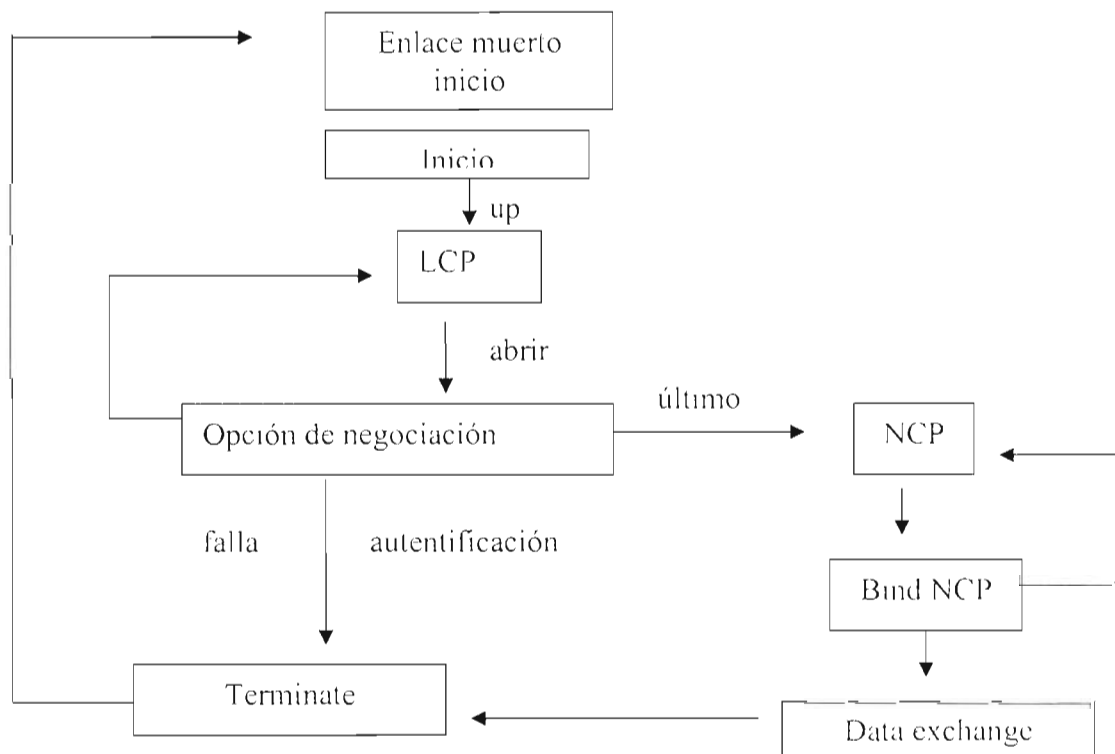 Enlace muerto
inicio
Inicio
up
LCP
abrir
último
Opción de negociación
NCP
falla
autentificación
Bind NCP
Terminate
Data exchange